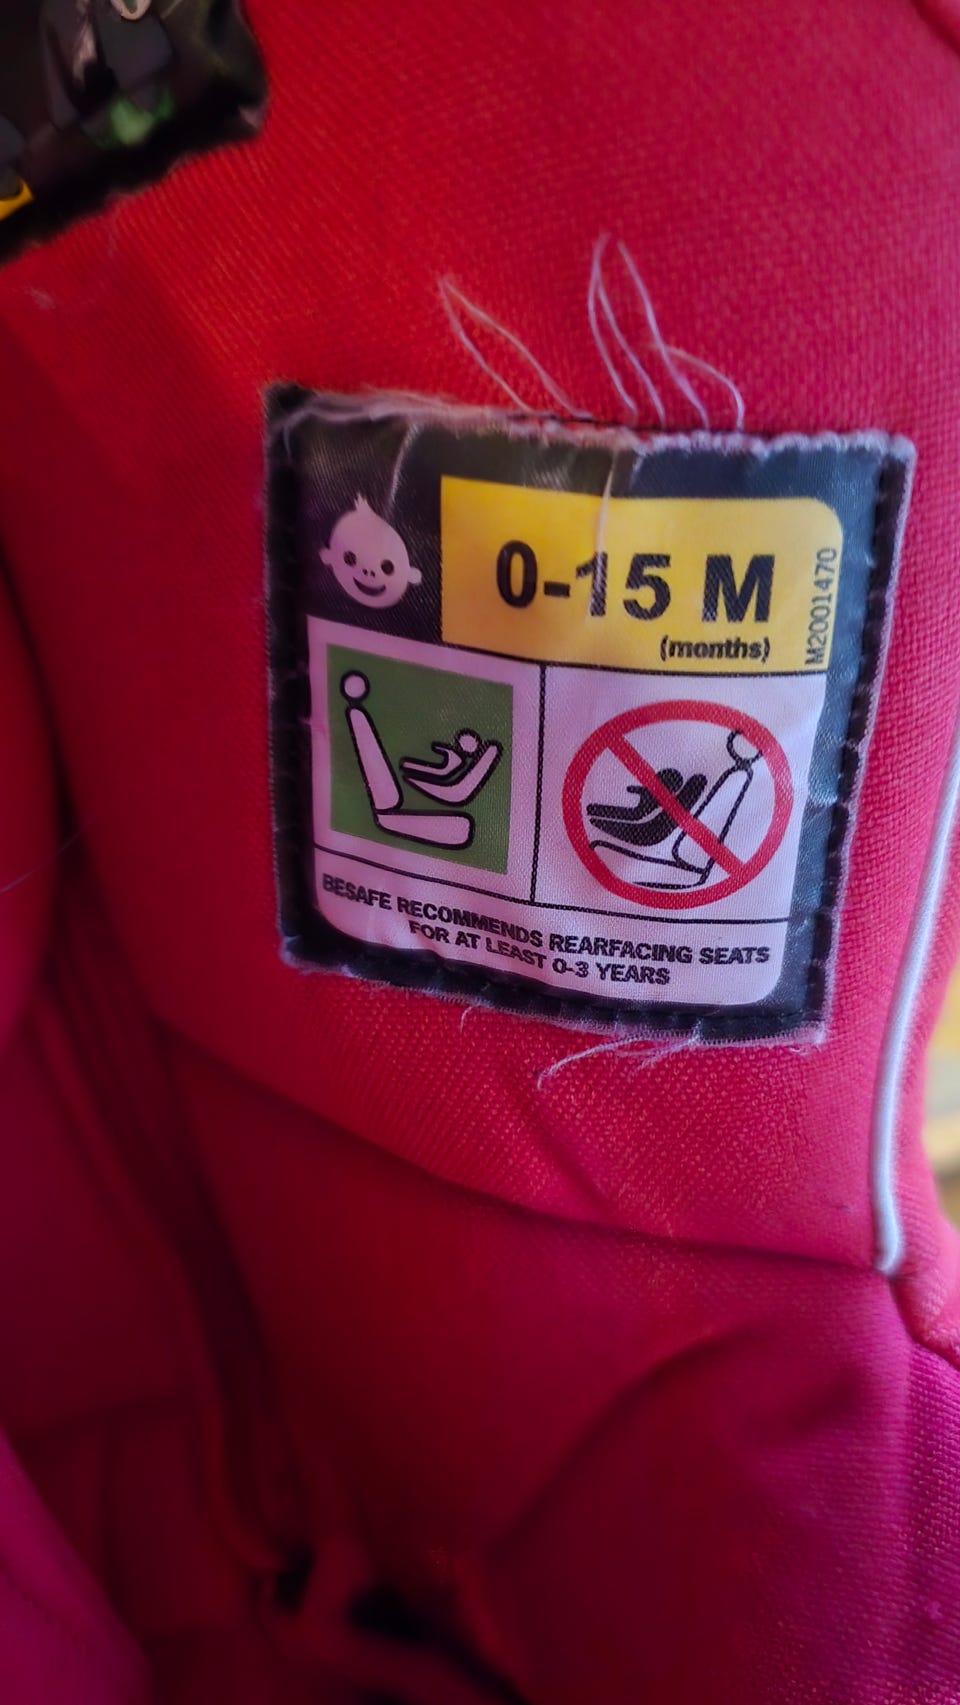 0-15 M
(months)
M2001470
BESAFE RECOMMENDS REARFACING SEATS
FOR AT LEAST 0-3 YEARS